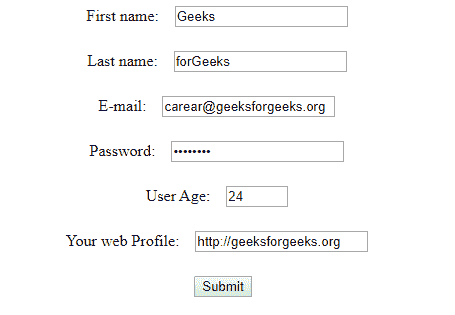 First name: Geeks
Last name: forGeeks
E-mail: carear@geeksforgeeks.org
Password: ••••••••
User Age: 24
Your web Profile: http://geeksforgeeks.org
Submit